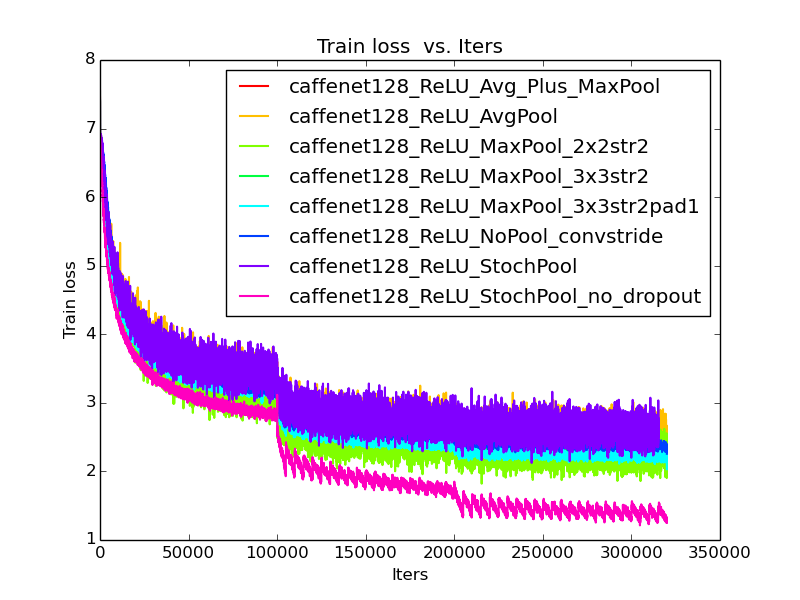 Train loss  vs. Iters
8
7
6
5
4
3
2
1
Train loss
caffenet128_ReLU_Avg_Plus_MaxPool
caffenet128_ReLU_AvgPool
caffenet128_ReLU_MaxPool_2x2str2
caffenet128_ReLU_MaxPool_3x3str2
caffenet128_ReLU_MaxPool_3x3str2pad1
caffenet128_ReLU_NoPool_convstride
caffenet128_ReLU_StochPool
caffenet128_ReLU_StochPool_no_dropout
0 50000 100000 150000 200000 250000 300000 350000
Iters